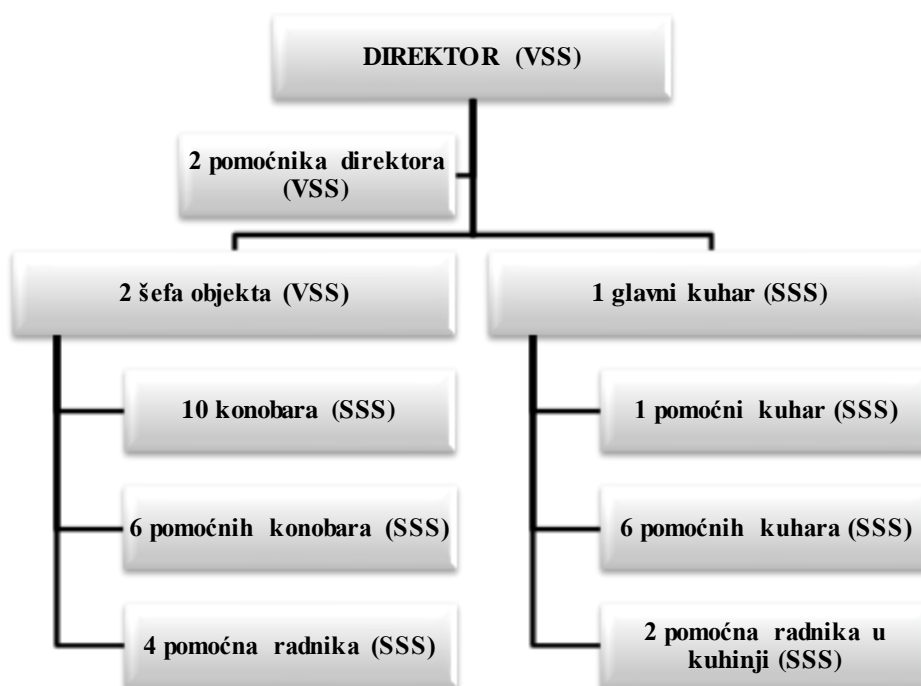 DIREKTOR (VSS)
2 pomoćnika direktora
(VSS)
2 šefa objekta (VSS)
1 glavni kuhar (SSS)
10 konobara (SSS)
1 pomoćni kuhar (SSS)
6 pomoćnih konobara (SSS)
6 pomoćnih kuhara (SSS)
4 pomoćna radnika (SSS)
2 pomoćna radnika u
kuhinji (SSS)